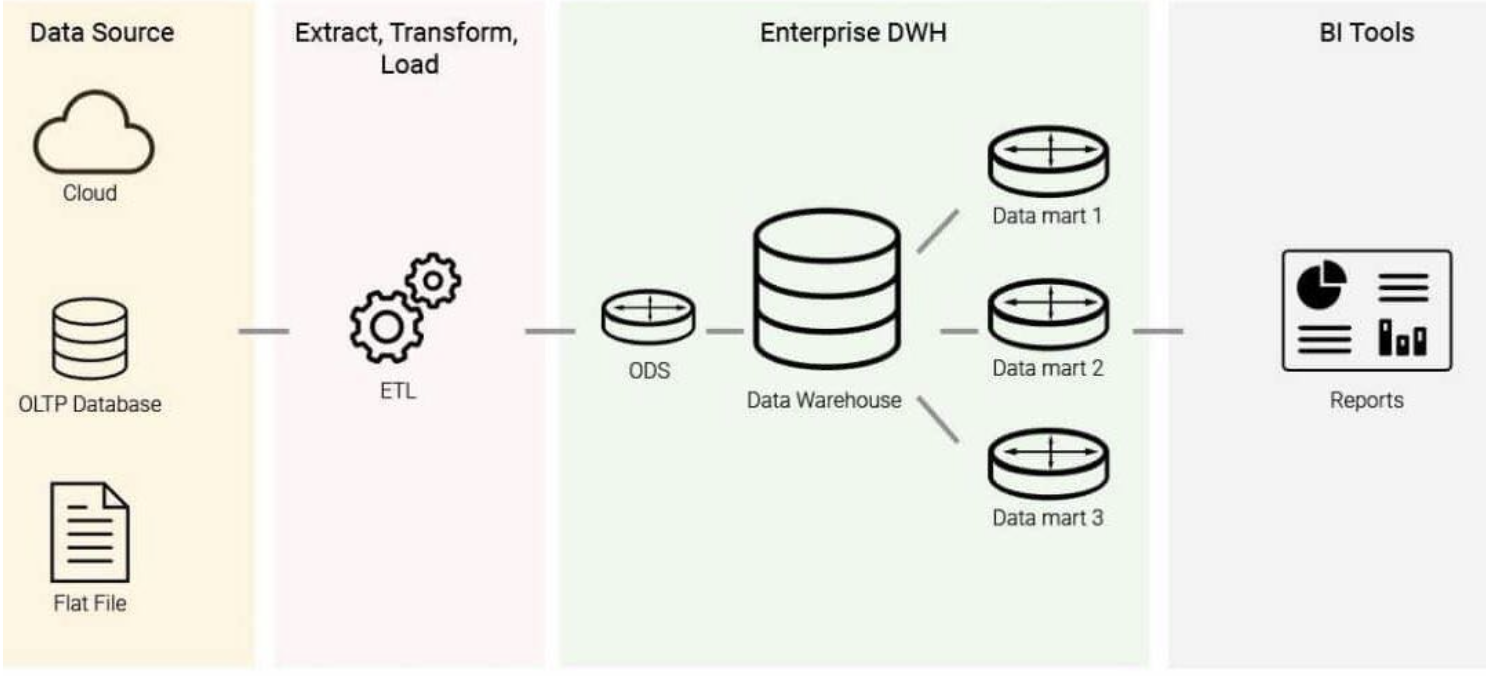 Data Source
Cloud
OLTP Database
Flat File
Extract, Transform,
Load
ETL
Enterprise DWH
ODS
Data Warehouse
Data mart 1
Data mart 2
Data mart 3
BI Tools
Reports